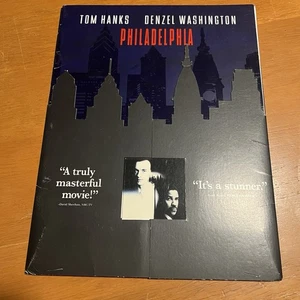 TOM HANKS DENZEL WASHINGTON
PHILADELPHIA
“A truly
masterful
movie!”
“It's a stunner.”